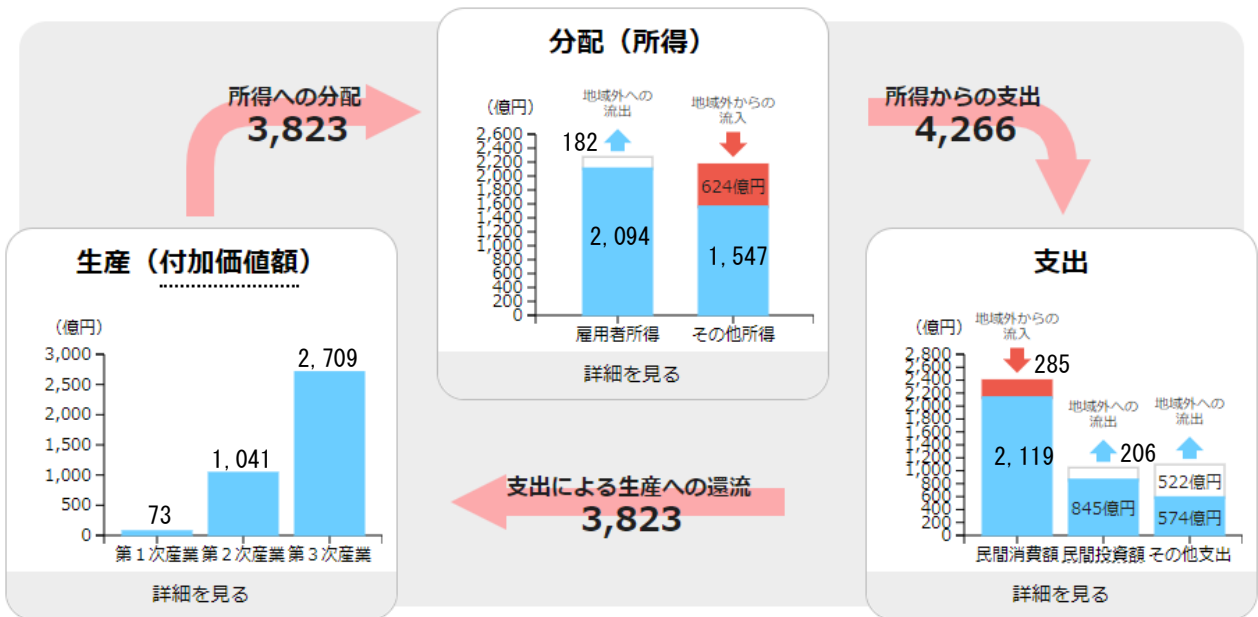 分配（所得）
所得への分配
3,823
（億円）
地域外への
流出
地域外からの
流入
182
2,600
2,400
2,200
2,000
1,800
1,600
1,400
1,200
1,000
800
600
400
200
0
624億円
2,094
1,547
雇用者所得
その他所得
詳細を見る
所得からの支出
4,266
生産（付加価値額）
（億円）
3,000
2,500
2,000
1,500
1,000
500
0
73
1,041
2,709
第１次産業
第２次産業
第３次産業
詳細を見る
支出による生産への還流
3,823
支出
（億円）
地域外からの
流入
285
地域外への
流出
206
地域外への
流出
2,800
2,600
2,400
2,200
2,000
1,800
1,600
1,400
1,200
1,000
800
600
400
200
0
2,119
845億円
522億円
574億円
民間消費額
民間投資額
その他支出
詳細を見る